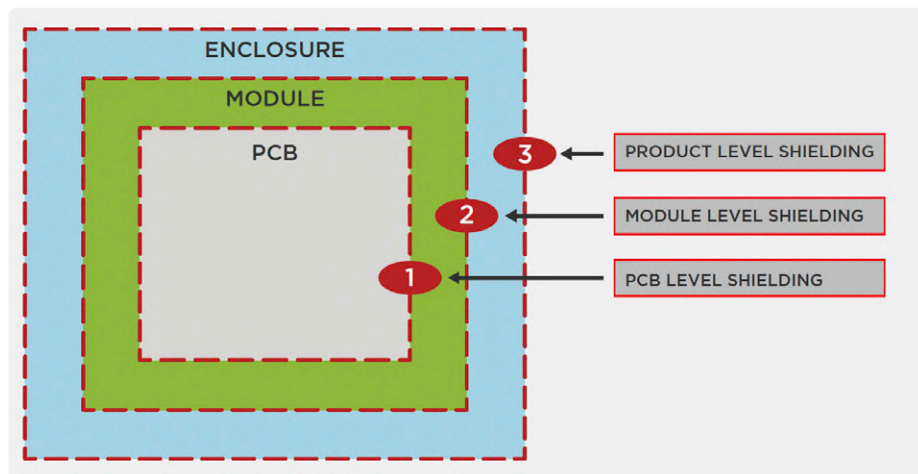 ENCLOSURE
MODULE
PCB
3
PRODUCT LEVEL SHIELDING
2
MODULE LEVEL SHIELDING
1
PCB LEVEL SHIELDING